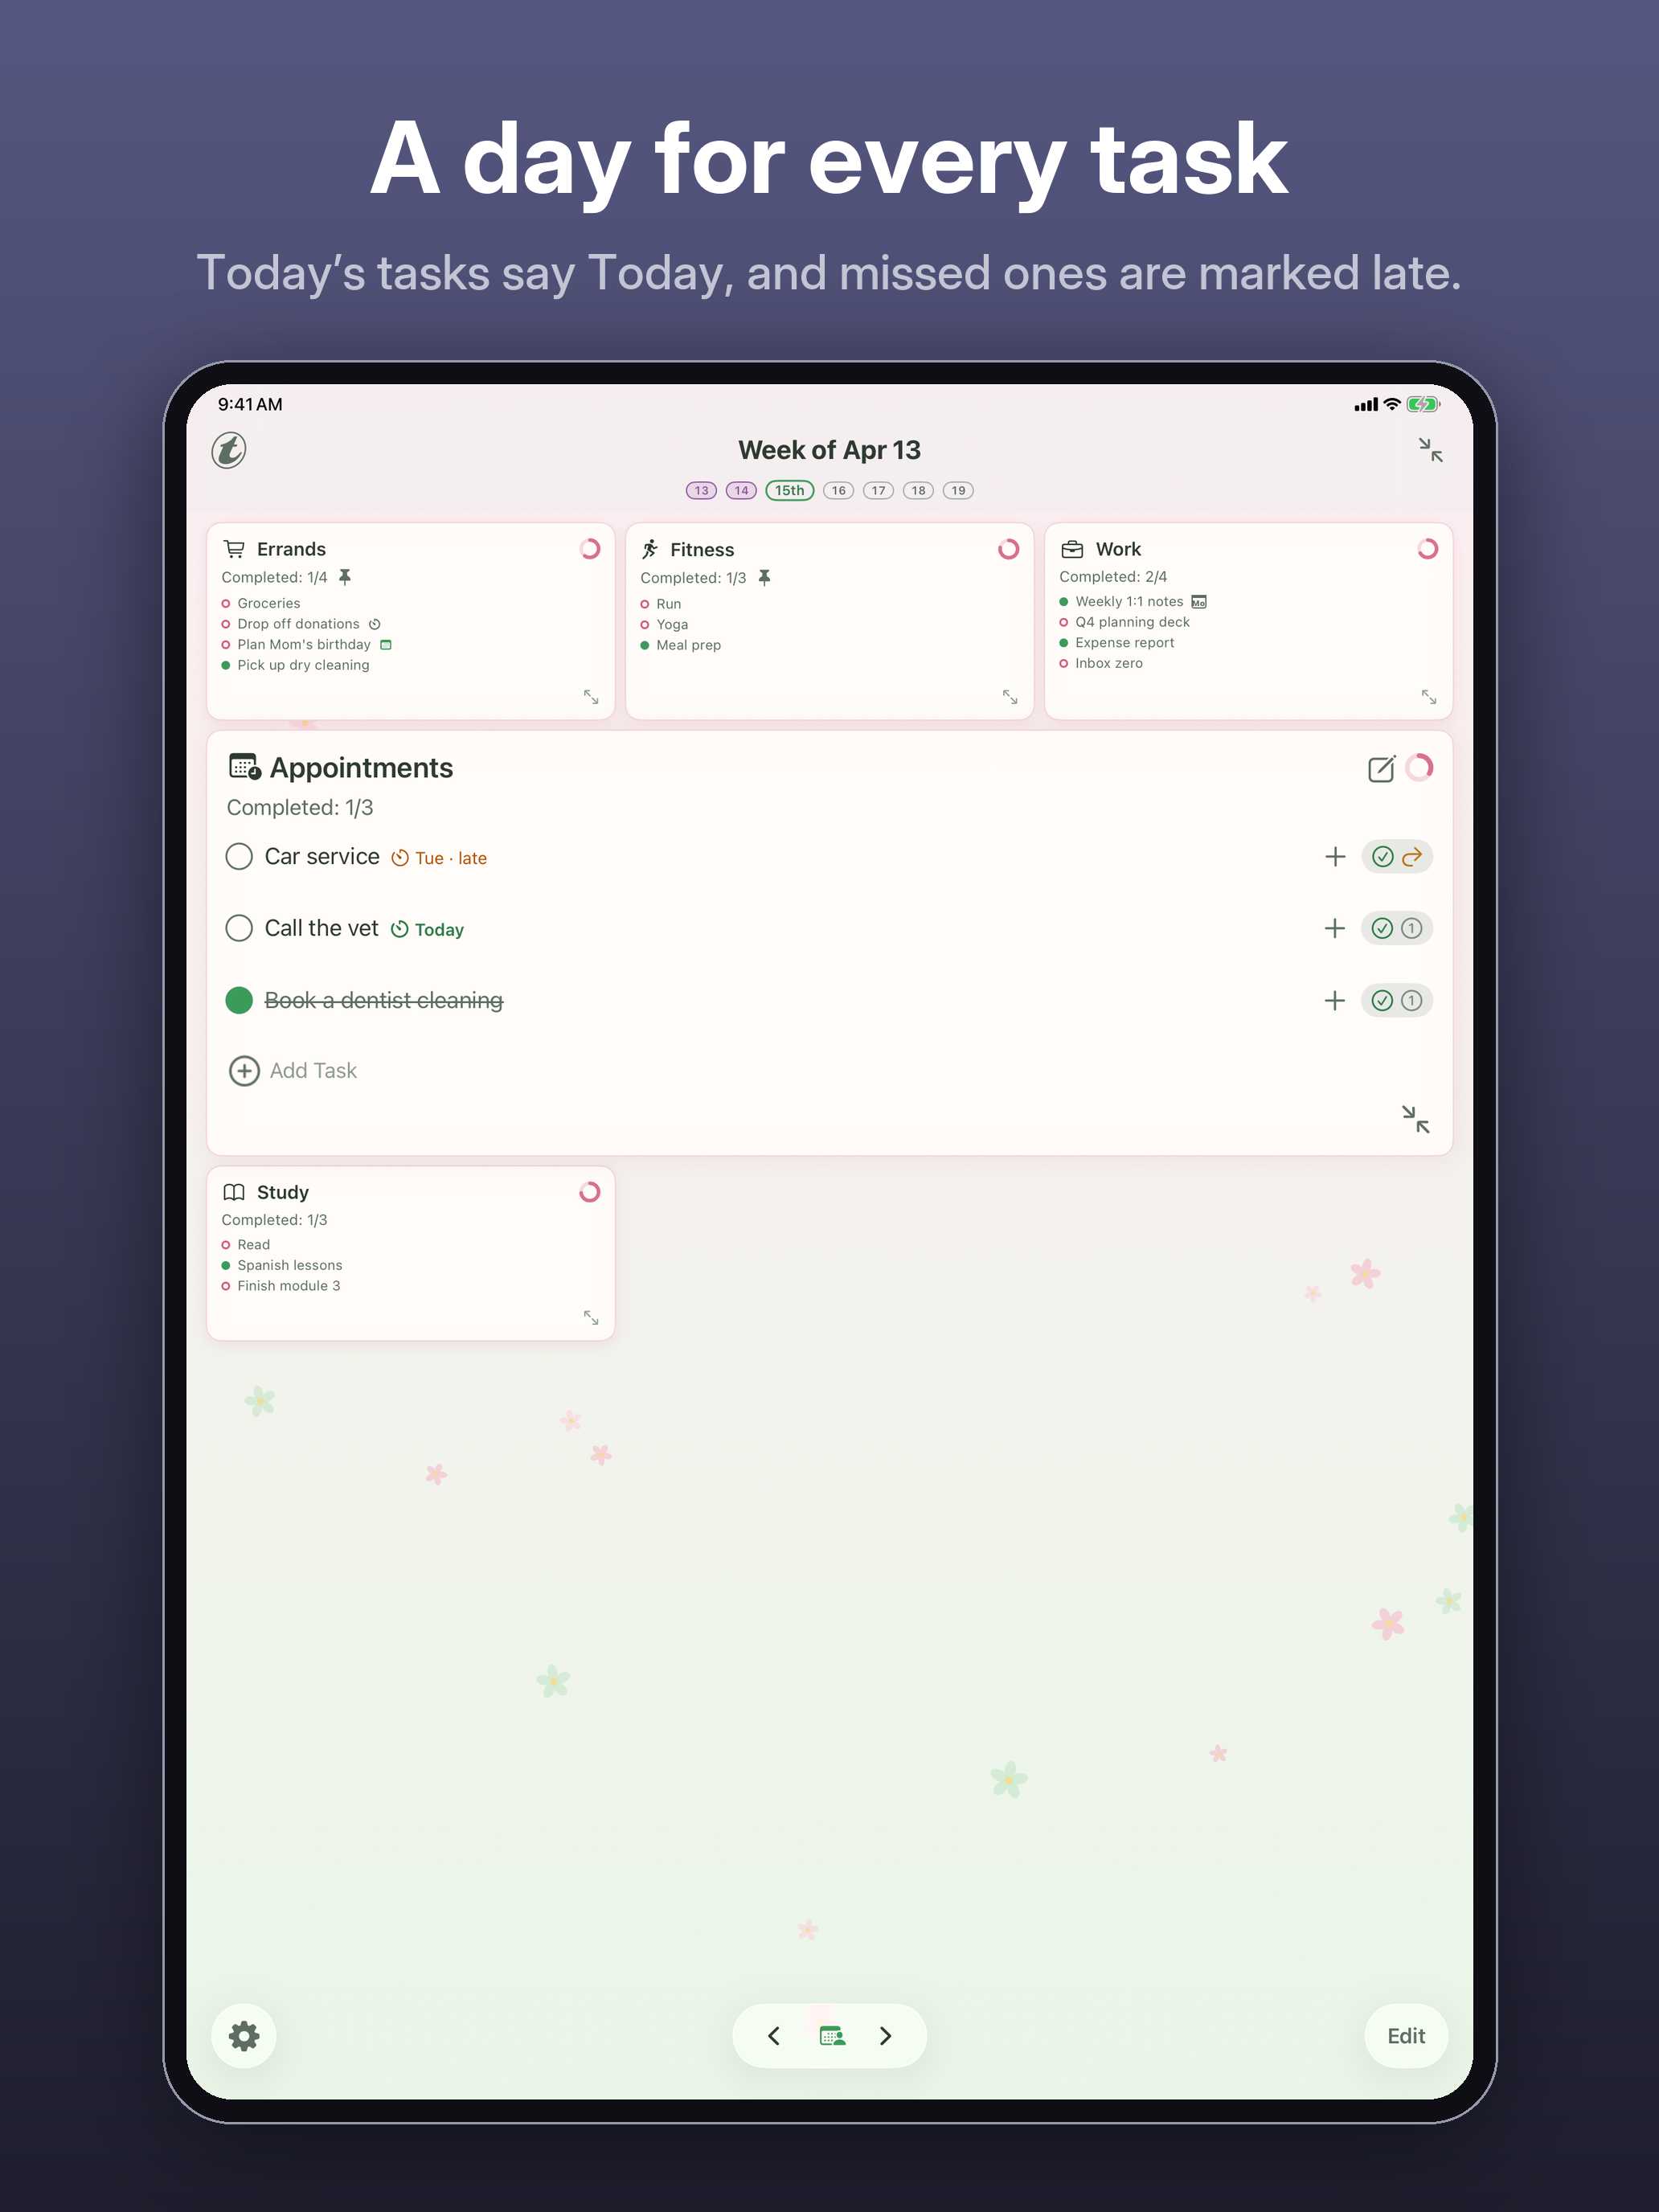 A day for every task
Today’s tasks say Today, and missed ones are marked late.
9:41 AM
t
Week of Apr 13
13 14 15th 16 17 18 19
Errands
Completed: 1/4
Groceries
Drop off donations
Plan Mom's birthday
Pick up dry cleaning
Fitness
Completed: 1/3
Run
Yoga
Meal prep
Work
Completed: 2/4
Weekly 1:1 notes Mo
Q4 planning deck
Expense report
Inbox zero
Appointments
Completed: 1/3
Car service Tue · late
Call the vet Today 1
Book a dentist cleaning 1
Add Task
Study
Completed: 1/3
Read
Spanish lessons
Finish module 3
Edit